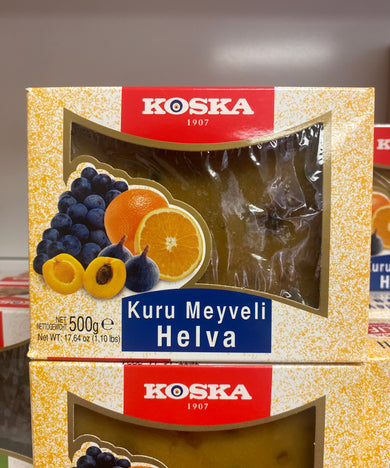 KOSKA
1907
Kuru Meyveli
Helva
NET
NETTOGEWICHT: 500g e
Net WT: 17,64 oz (1,10 lbs)
KOSKA
1907